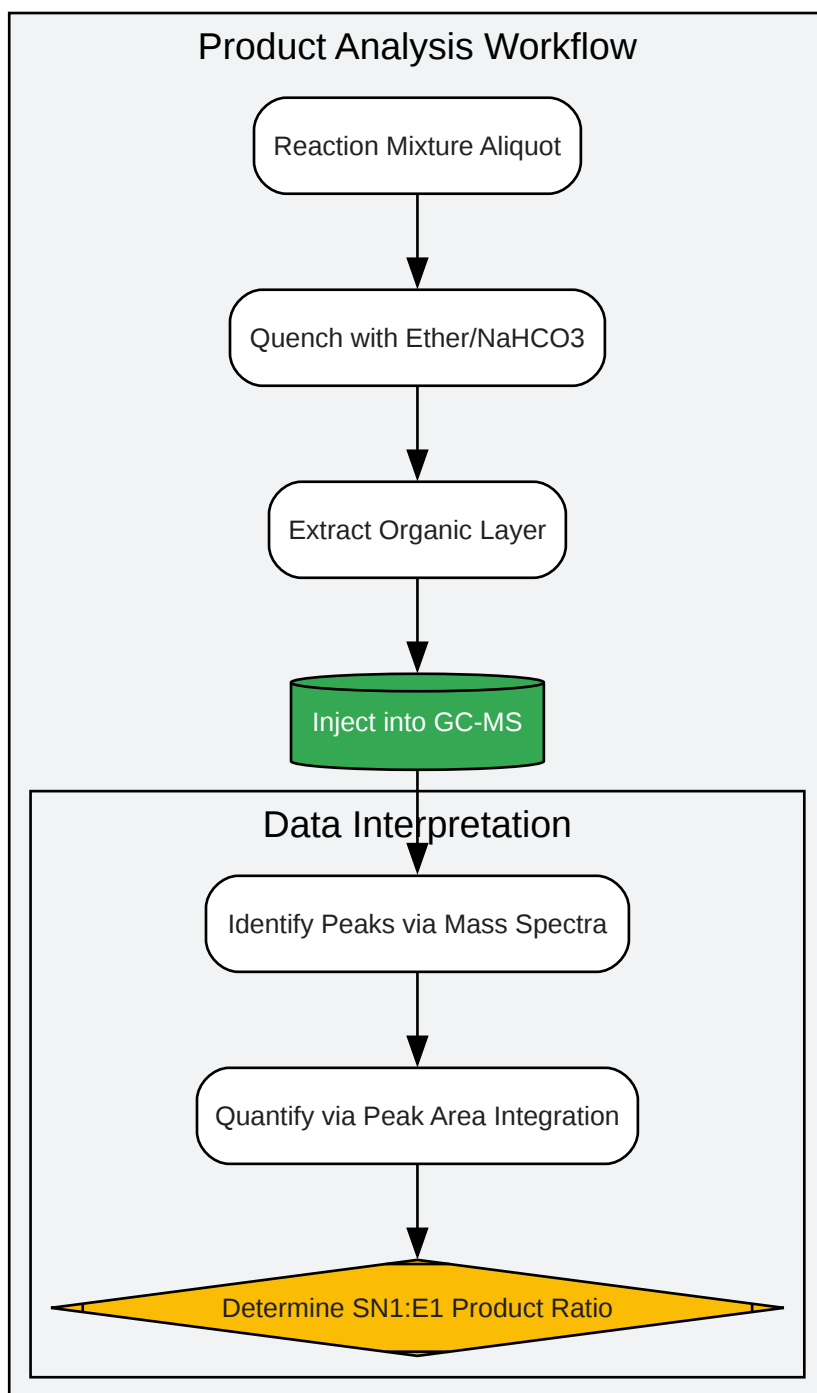 Product Analysis Workflow
Reaction Mixture Aliquot
Quench with Ether/NaHCO3
Extract Organic Layer
Inject into GC-MS
Data Interpretation
Identify Peaks via Mass Spectra
Quantify via Peak Area Integration
Determine SN1:E1 Product Ratio